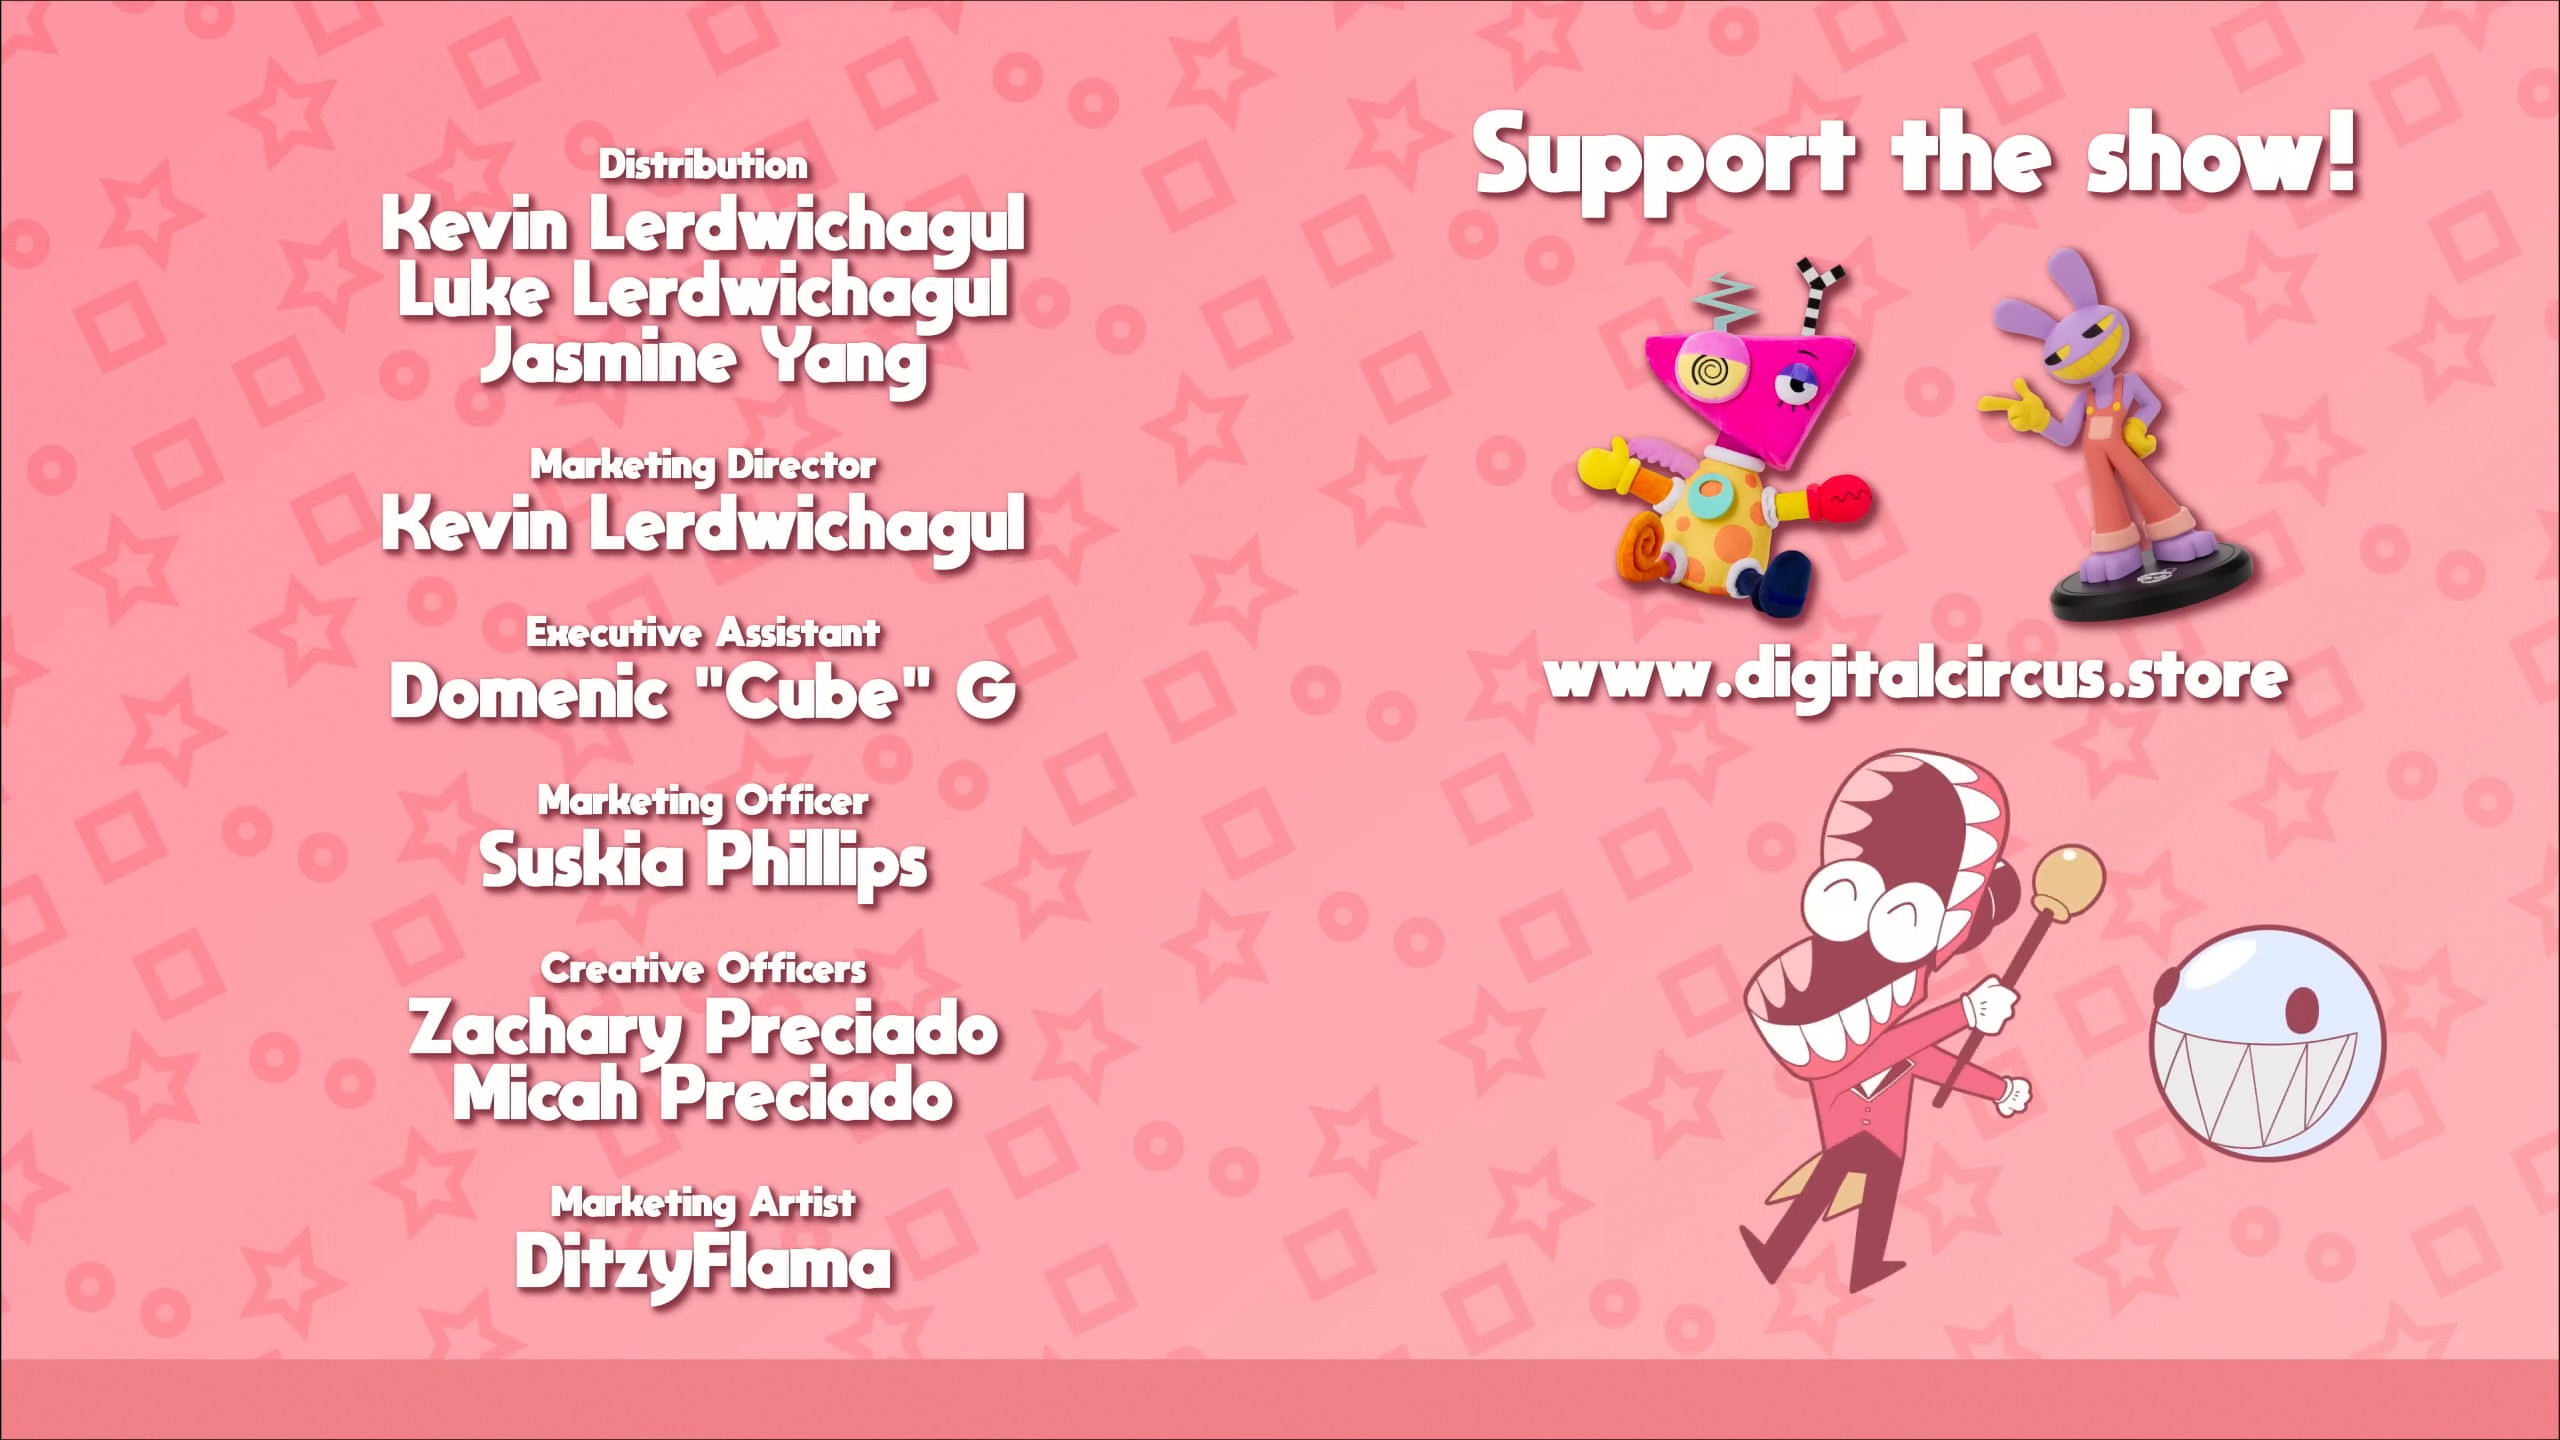 Distribution
Kevin Lerdwichagul
Luke Lerdwichagul
Jasmine Yang
Marketing Director
Kevin Lerdwichagul
Executive Assistant
Domenic "Cube" G
Marketing Officer
Suskia Phillips
Creative Officers
Zachary Preciado
Micah Preciado
Marketing Artist
DitzyFlama
Support the show!
www.digitalcircus.store